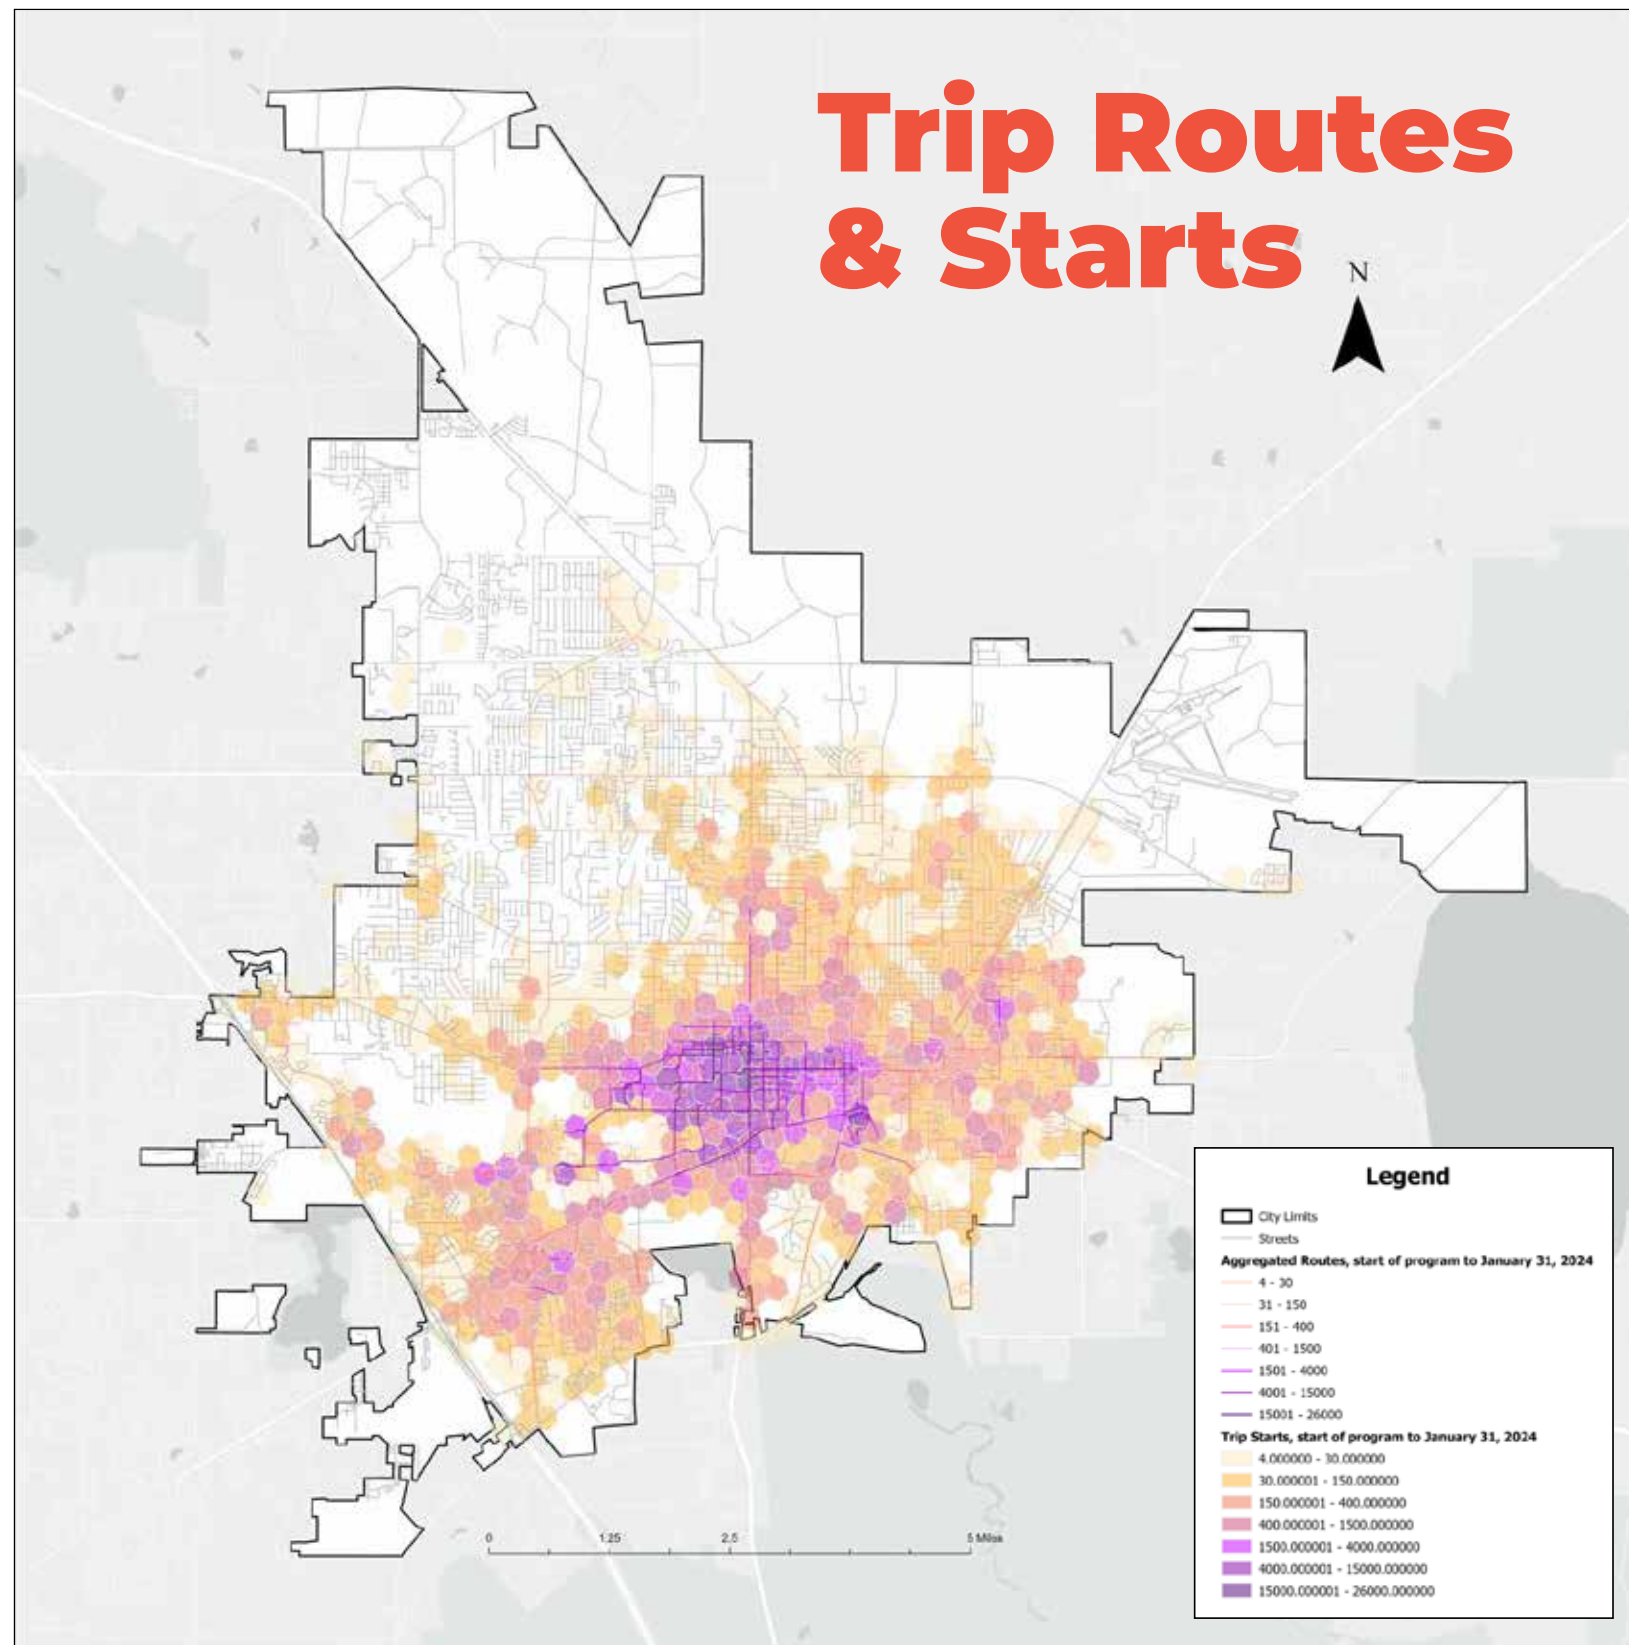 Trip Routes
& Starts
N
0 1.25 2.5 5 Miles
Legend
City Limits
Streets
Aggregated Routes, start of program to January 31, 2024
4 - 30
31 - 150
151 - 400
401 - 1500
1501 - 4000
4001 - 15000
15001 - 26000
Trip Starts, start of program to January 31, 2024
4.000000 - 30.000000
30.000001 - 150.000000
150.000001 - 400.000000
400.000001 - 1500.000000
1500.000001 - 4000.000000
4000.000001 - 15000.000000
15000.000001 - 26000.000000